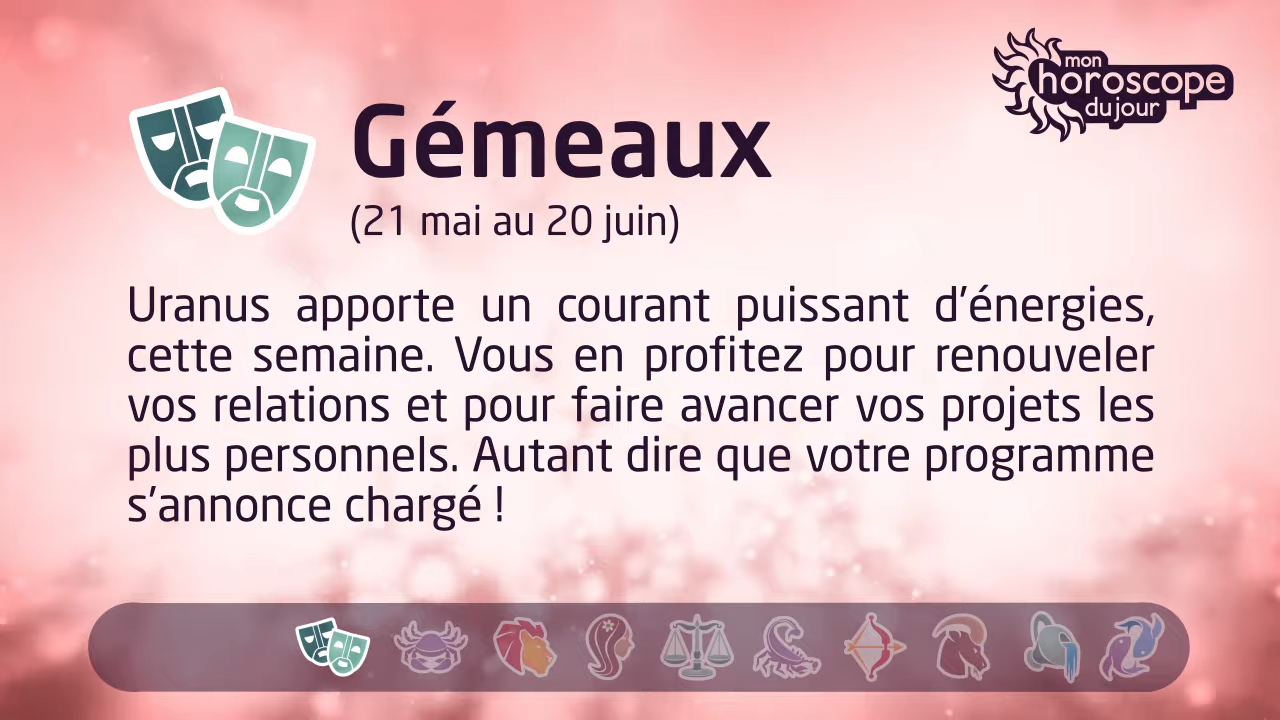 mon
horoscope
du jour
Gémeaux
(21 mai au 20 juin)
Uranus apporte un courant puissant d’énergies,
cette semaine. Vous en profitez pour renouveler
vos relations et pour faire avancer vos projets les
plus personnels. Autant dire que votre programme
s’annonce chargé !